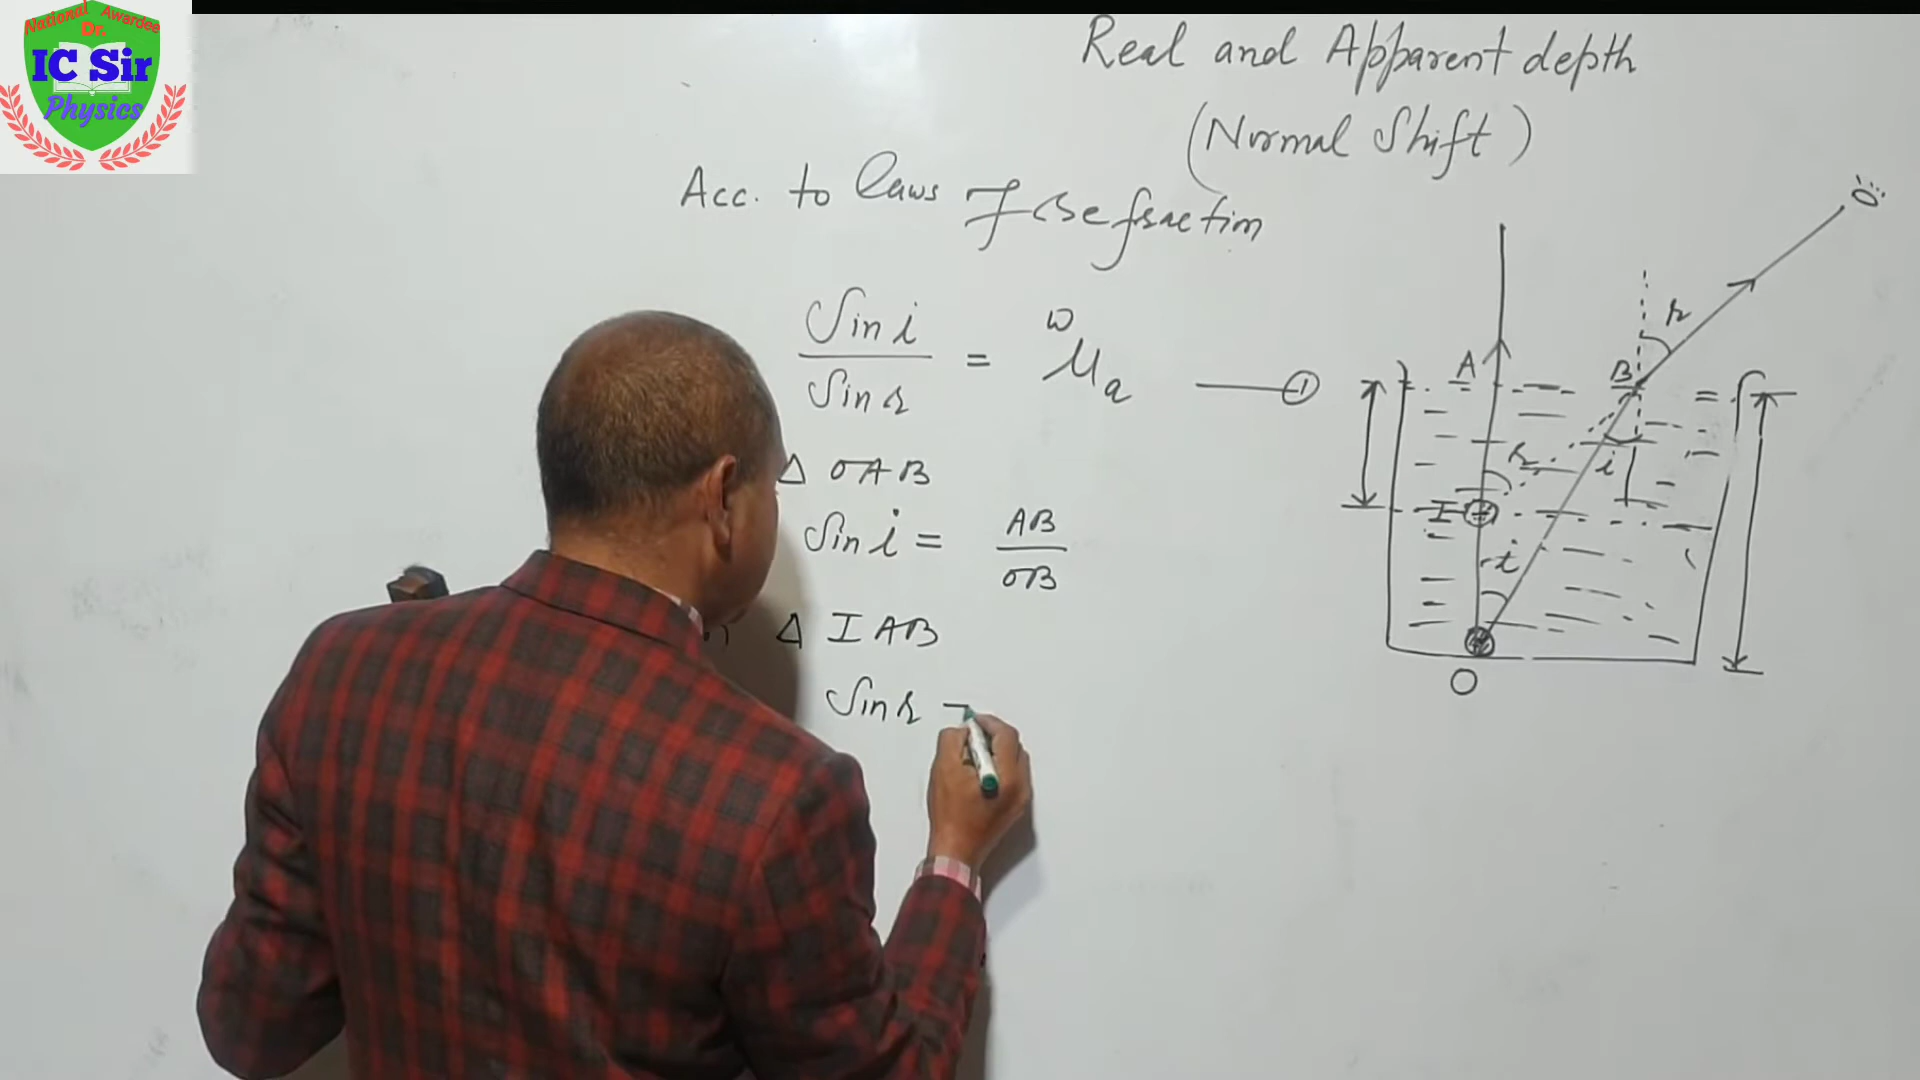 National Awardee
Dr.
IC Sir
Physics
Real and Apparent depth
(Normal Shift)
Acc. to laws of refraction
Sin i / Sin r = ʷμₐ —— ①
Δ OAB
Sin i = AB / OB
n Δ IAB
Sin r
A
B
r
r
i
I
i
O